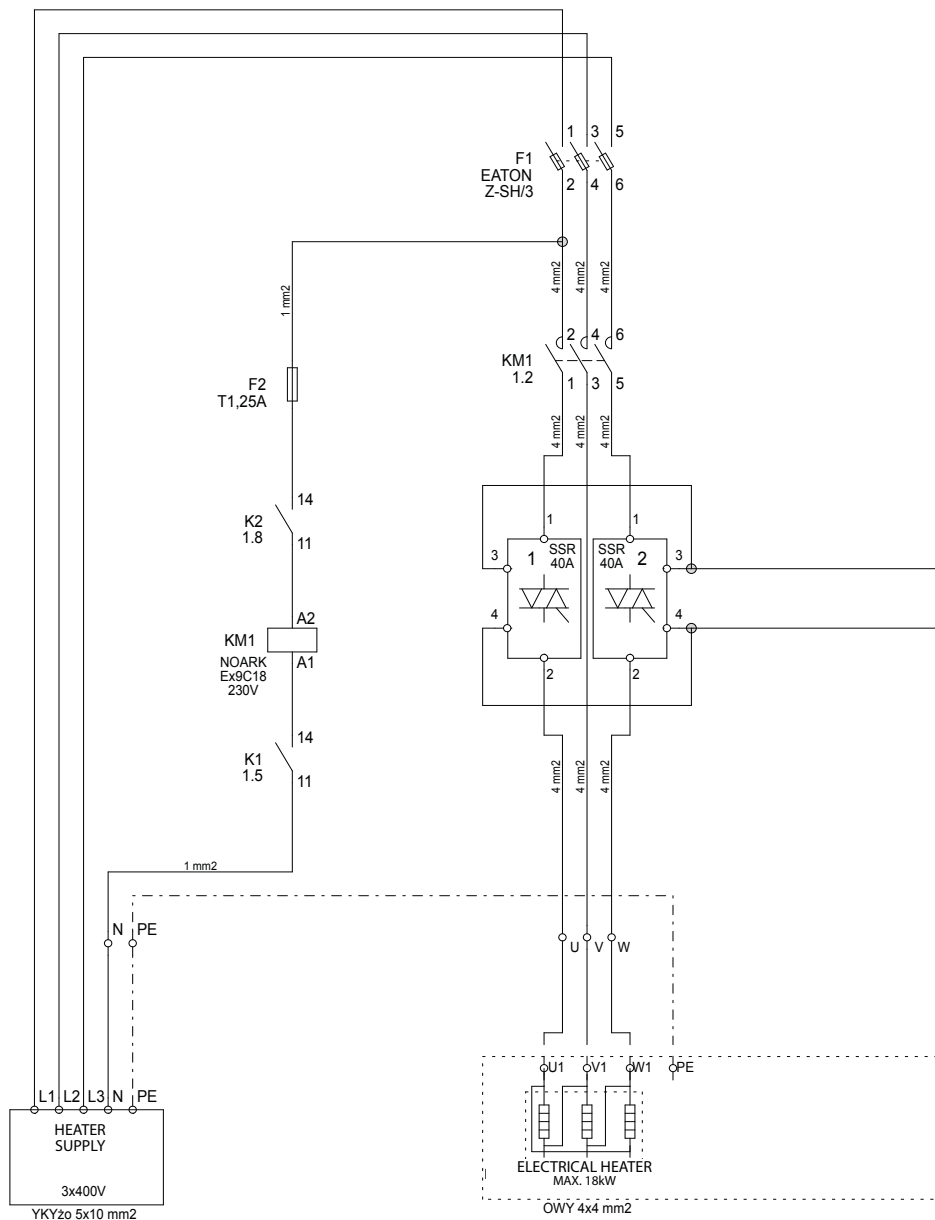 1 3 5
F1
EATON
Z-SH/3
2 4 6
1 mm2
4 mm2
4 mm2
4 mm2
2 4 6
KM1
1.2
1 3 5
F2
T1,25A
4 mm2
4 mm2
4 mm2
14
K2
1.8
11
1
1
3
1
SSR
40A
SSR
40A
2
3
4
4
2
2
A2
KM1
A1
NOARK
Ex9C18
230V
14
K1
1.5
11
4 mm2
4 mm2
4 mm2
1 mm2
N PE
U V W
U1 V1 W1 PE
L1 L2 L3 N PE
HEATER
SUPPLY
3x400V
YKYżo 5x10 mm2
ELECTRICAL HEATER
MAX. 18kW
OWY 4x4 mm2